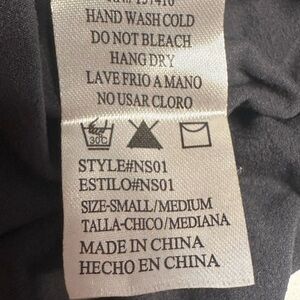 HAND WASH COLD
DO NOT BLEACH
HANG DRY
LAVE FRIO A MANO
NO USAR CLORO
30C
STYLE#NS01
ESTILO#NS01
SIZE-SMALL/MEDIUM
TALLA-CHICO/MEDIANA
MADE IN CHINA
HECHO EN CHINA